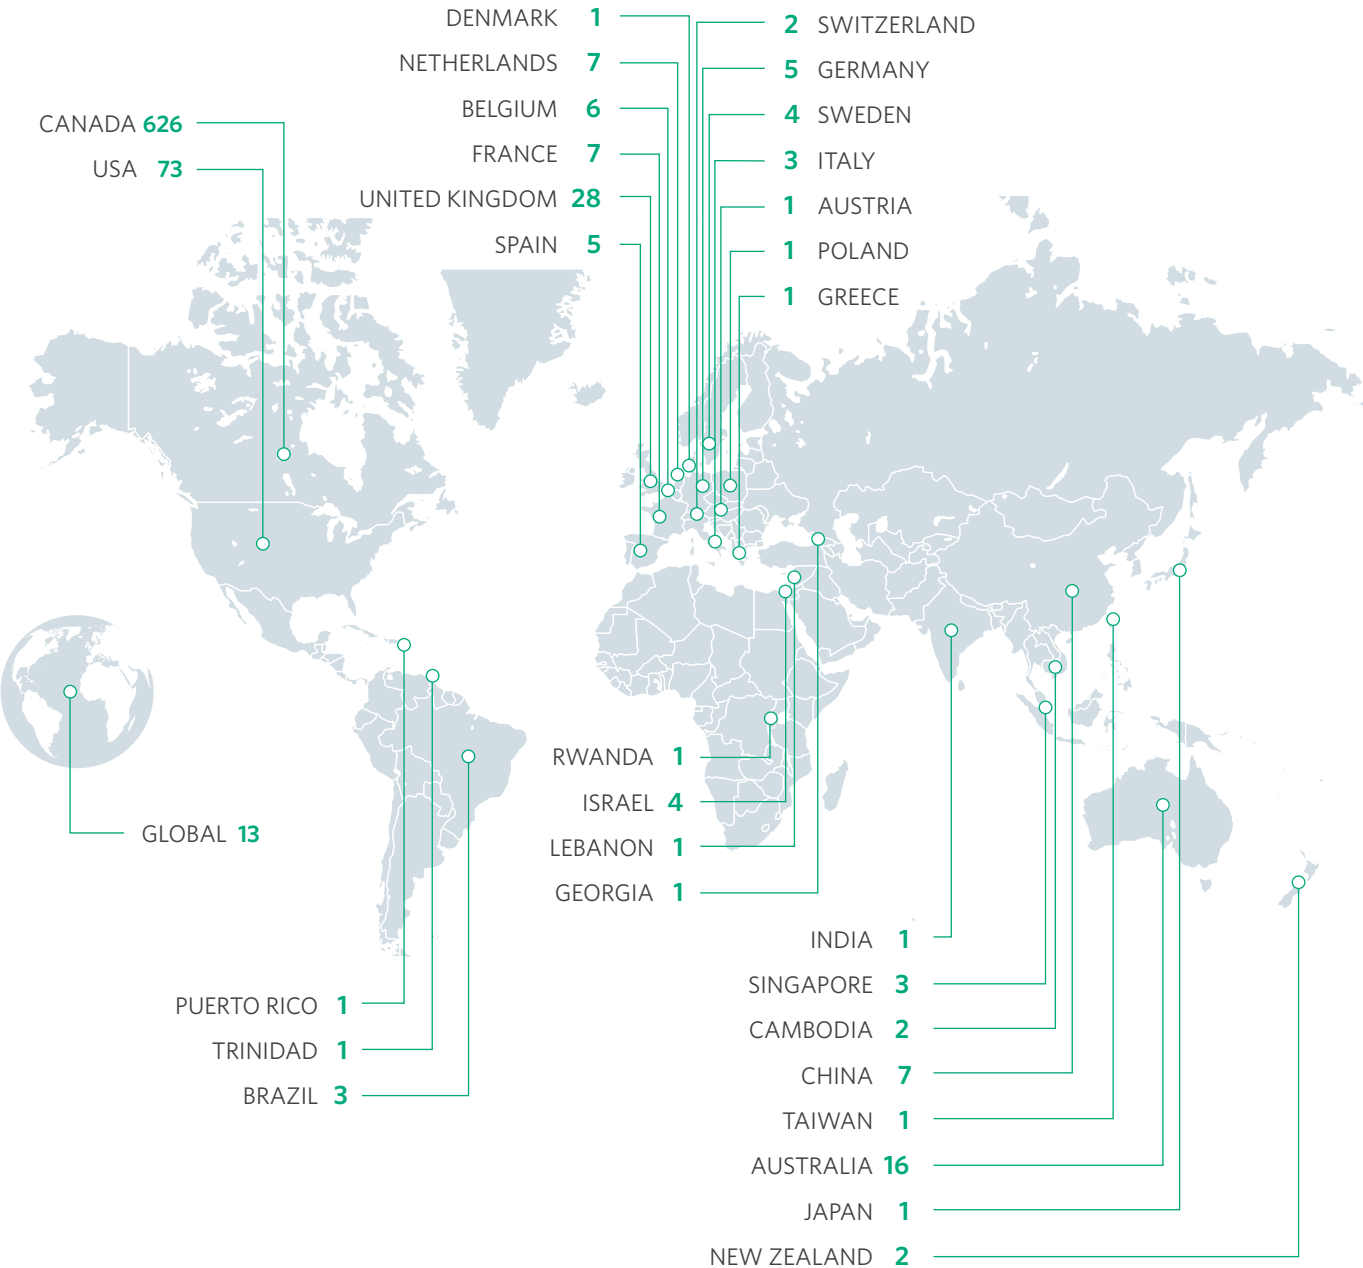 DENMARK 1
NETHERLANDS 7
BELGIUM 6
FRANCE 7
UNITED KINGDOM 28
SPAIN 5
2 SWITZERLAND
5 GERMANY
4 SWEDEN
3 ITALY
1 AUSTRIA
1 POLAND
1 GREECE
CANADA 626
USA 73
GLOBAL 13
RWANDA 1
ISRAEL 4
LEBANON 1
GEORGIA 1
PUERTO RICO 1
TRINIDAD 1
BRAZIL 3
INDIA 1
SINGAPORE 3
CAMBODIA 2
CHINA 7
TAIWAN 1
AUSTRALIA 16
JAPAN 1
NEW ZEALAND 2